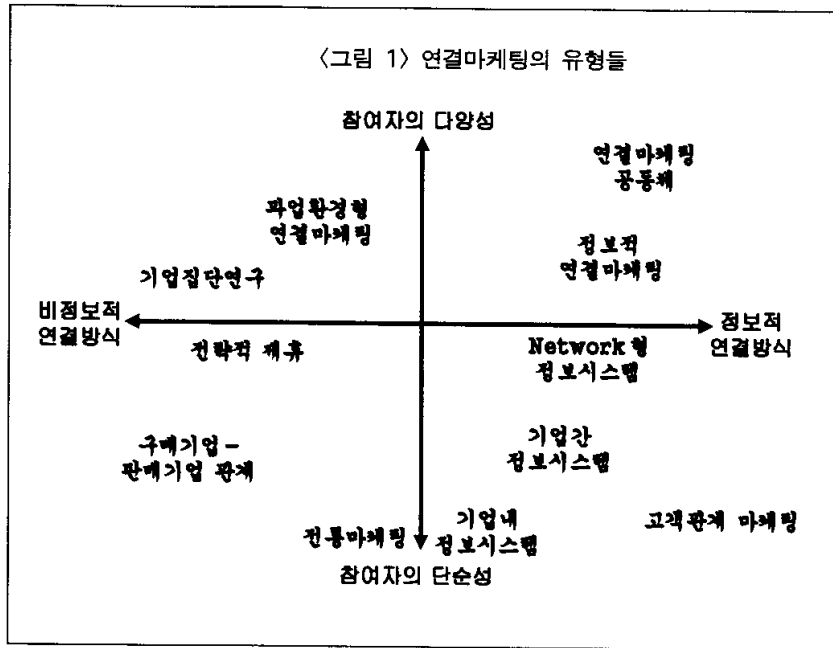 〈그림 1〉 연결마케팅의 유형들
참여자의 다양성
연결마케팅
공동체
과업환경형
연결마케팅
정보적
연결마케팅
기업집단연구
비정보적
연결방식
정보적
연결방식
전략적 제휴
Network형
정보시스템
구매기업-
판매기업 관계
기업간
정보시스템
전통마케팅
기업내
정보시스템
고객관계 마케팅
참여자의 단순성